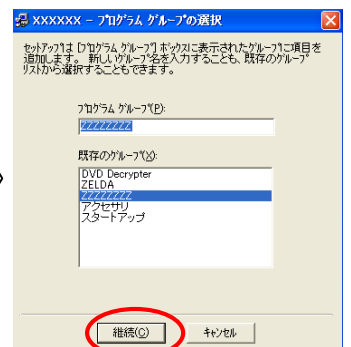 XXXXXX - ﾌﾟﾛｸﾞﾗﾑ ｸﾞﾙｰﾌﾟの選択
ｾｯﾄｱｯﾌﾟは [ﾌﾟﾛｸﾞﾗﾑ ｸﾞﾙｰﾌﾟ] ﾎﾞｯｸｽに表示されたｸﾞﾙｰﾌﾟに項目を
追加します。 新しいｸﾞﾙｰﾌﾟ名を入力することも、既存のｸﾞﾙｰﾌﾟ
ﾘｽﾄから選択することもできます。
ﾌﾟﾛｸﾞﾗﾑ ｸﾞﾙｰﾌﾟ(P):
ZZZZZZZZ
既存のｸﾞﾙｰﾌﾟ(X):
DVD Decrypter
ZELDA
ZZZZZZZZ
アクセサリ
スタートアップ
継続(C)
ｷｬﾝｾﾙ